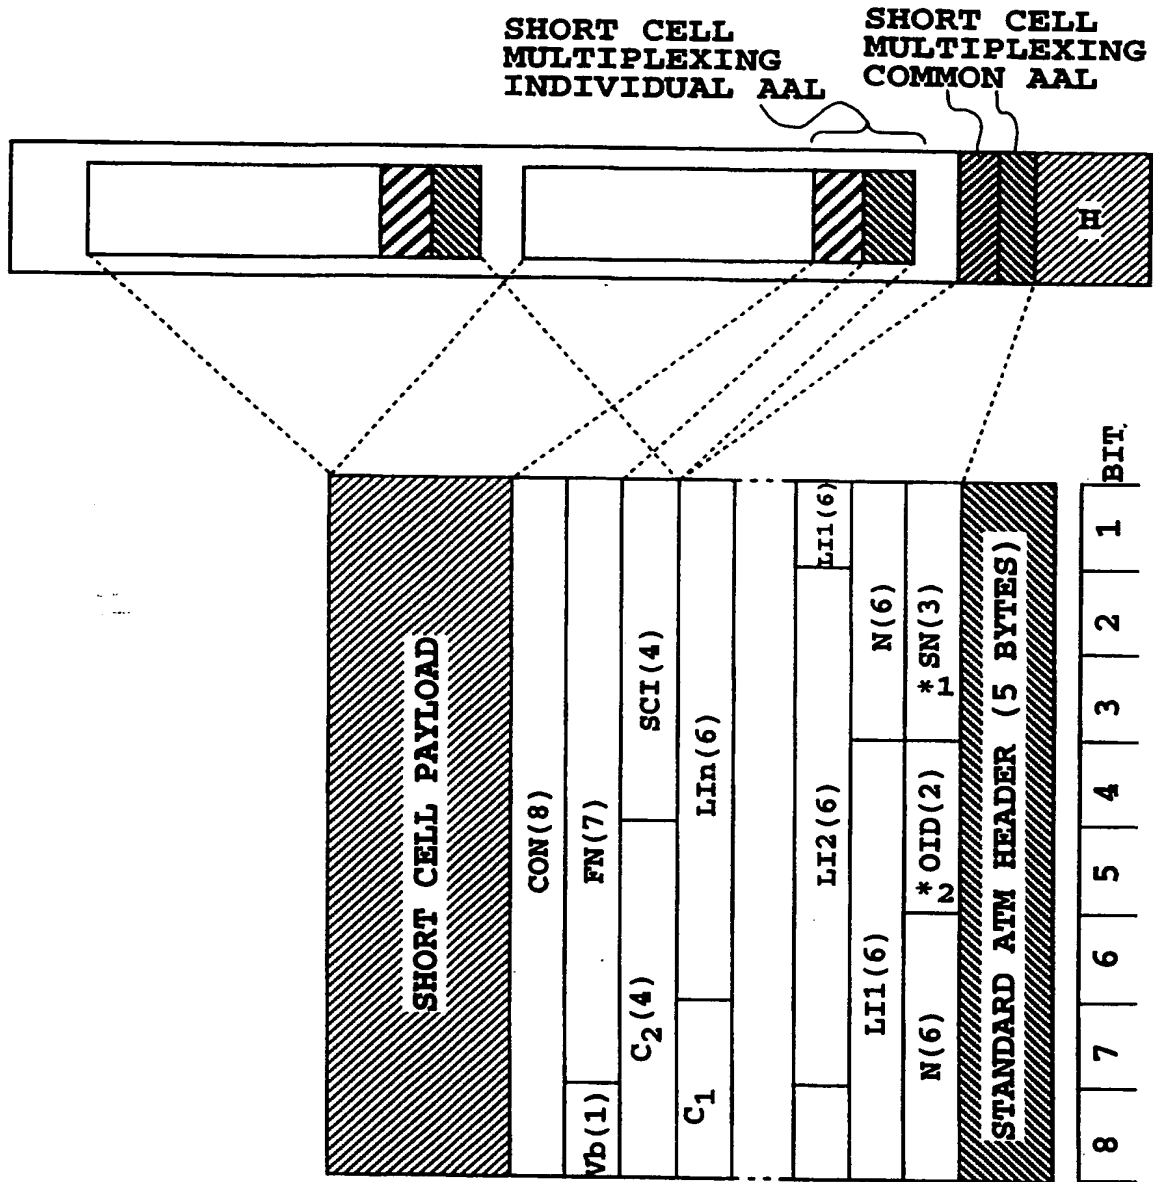 SHORT CELL
MULTIPLEXING
INDIVIDUAL AAL
SHORT CELL
MULTIPLEXING
COMMON AAL
H
BIT
1
2
3
4
5
6
7
8
STANDARD ATM HEADER (5 BYTES)
SN(3)
*1
OID(2)
*2
N(6)
N(6)
LI1(6)
LI1(6)
LI2(6)
LIn(6)
C1
SCI(4)
C2(4)
FN(7)
Vb(1)
CON(8)
SHORT CELL PAYLOAD